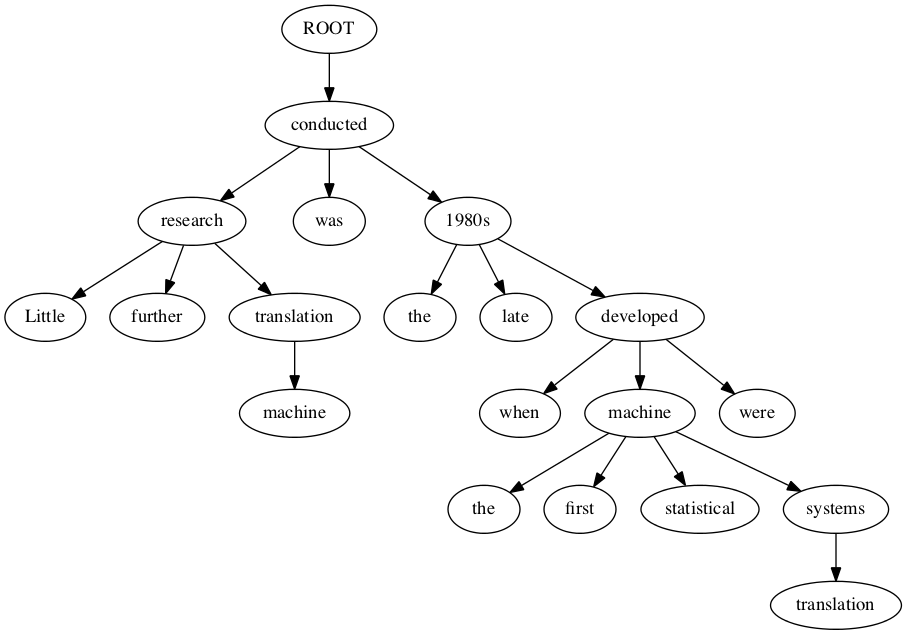 ROOT
conducted
research was 1980s
Little further translation the late developed
machine when machine were
the first statistical systems
translation